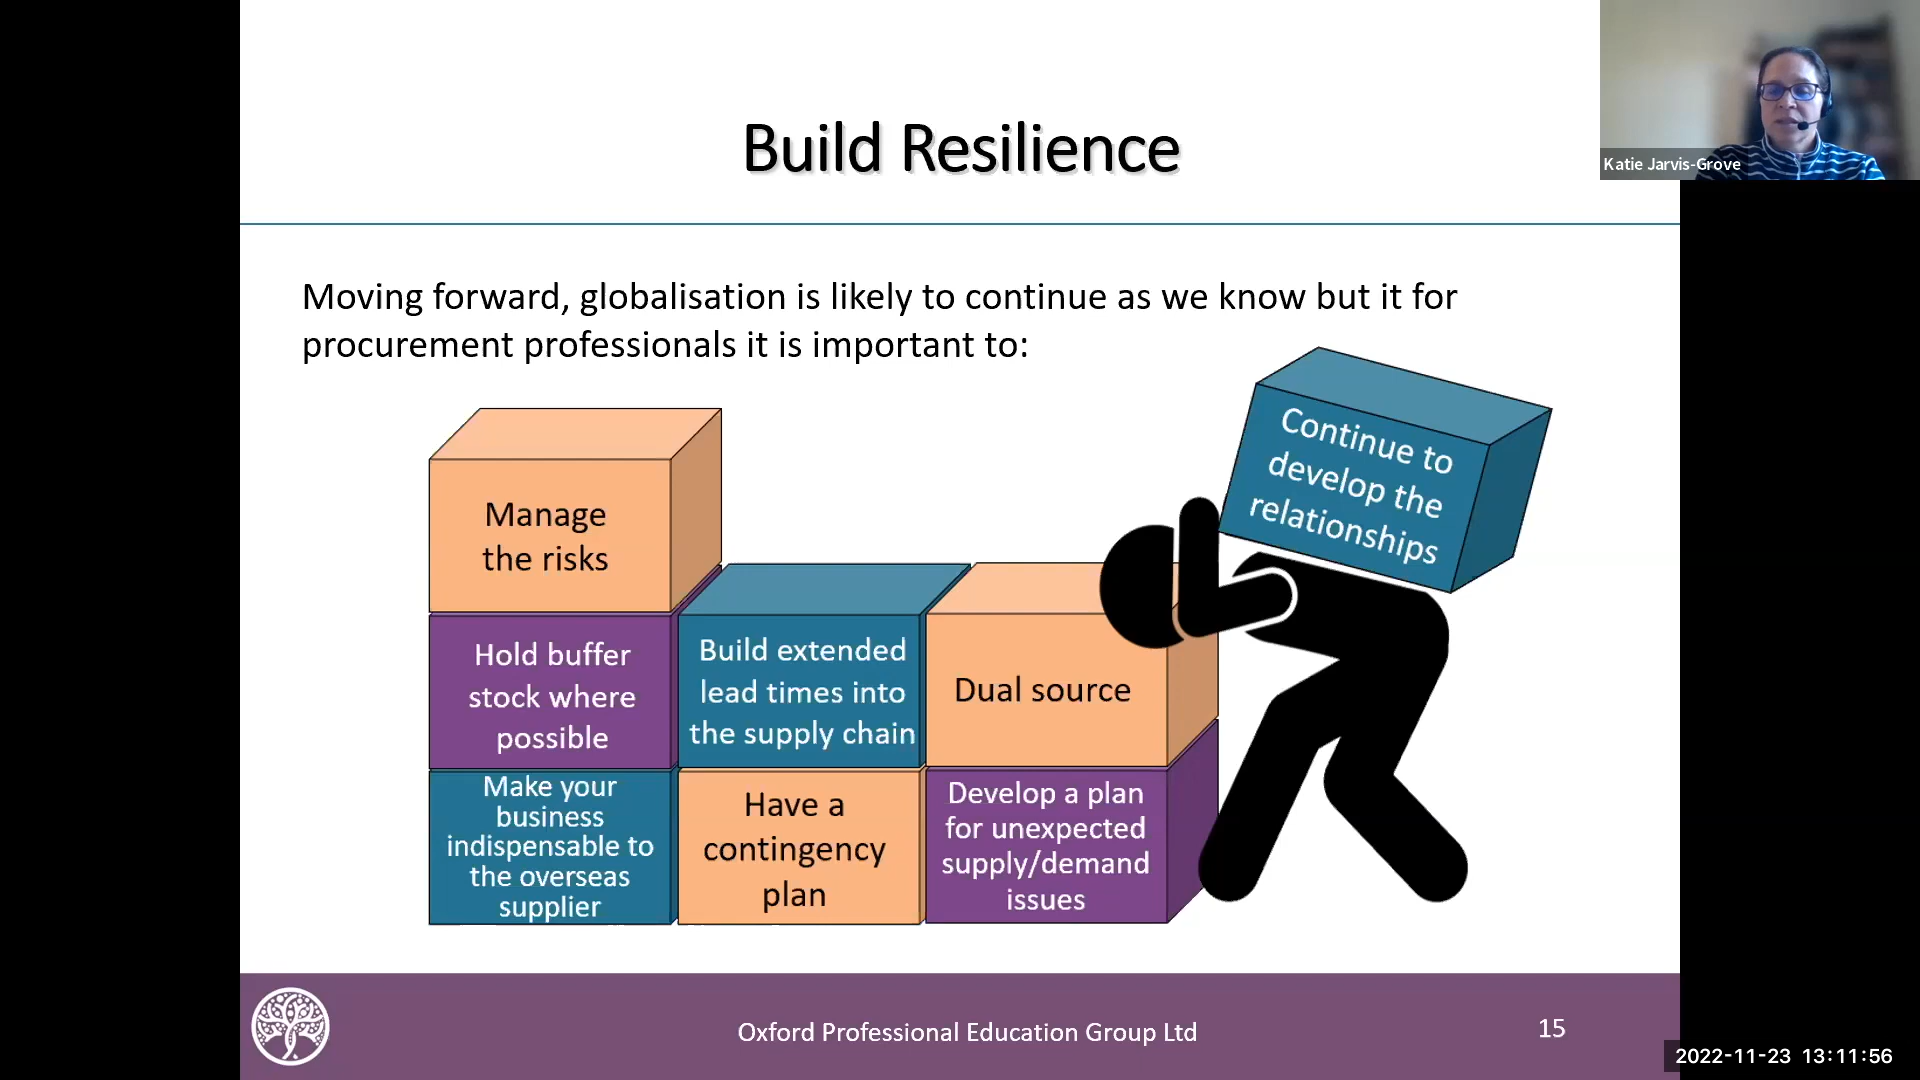 Katie Jarvis-Grove
Build Resilience
Moving forward, globalisation is likely to continue as we know but it for
procurement professionals it is important to:
Continue to
develop the
relationships
Manage
the risks
Hold buffer
stock where
possible
Build extended
lead times into
the supply chain
Dual source
Make your
business
indispensable to
the overseas
supplier
Have a
contingency
plan
Develop a plan
for unexpected
supply/demand
issues
Oxford Professional Education Group Ltd
15
2022-11-23 13:11:56